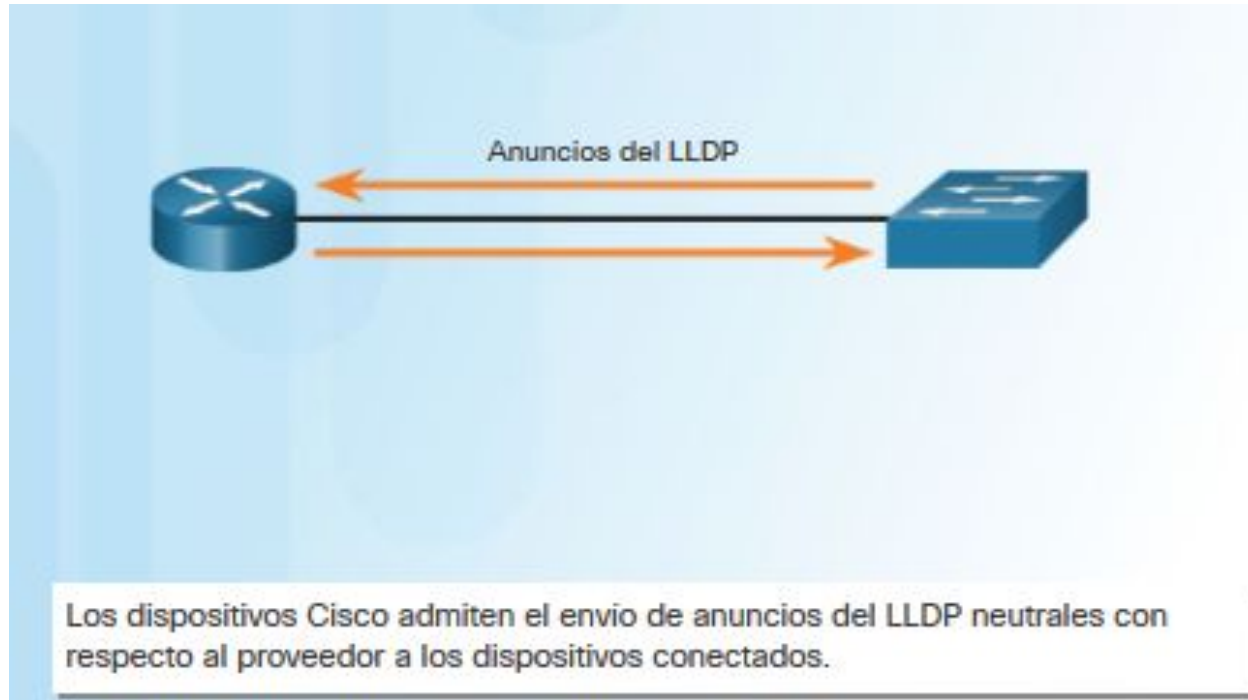 Anuncios del LLDP
Los dispositivos Cisco admiten el envío de anuncios del LLDP neutrales con
respecto al proveedor a los dispositivos conectados.